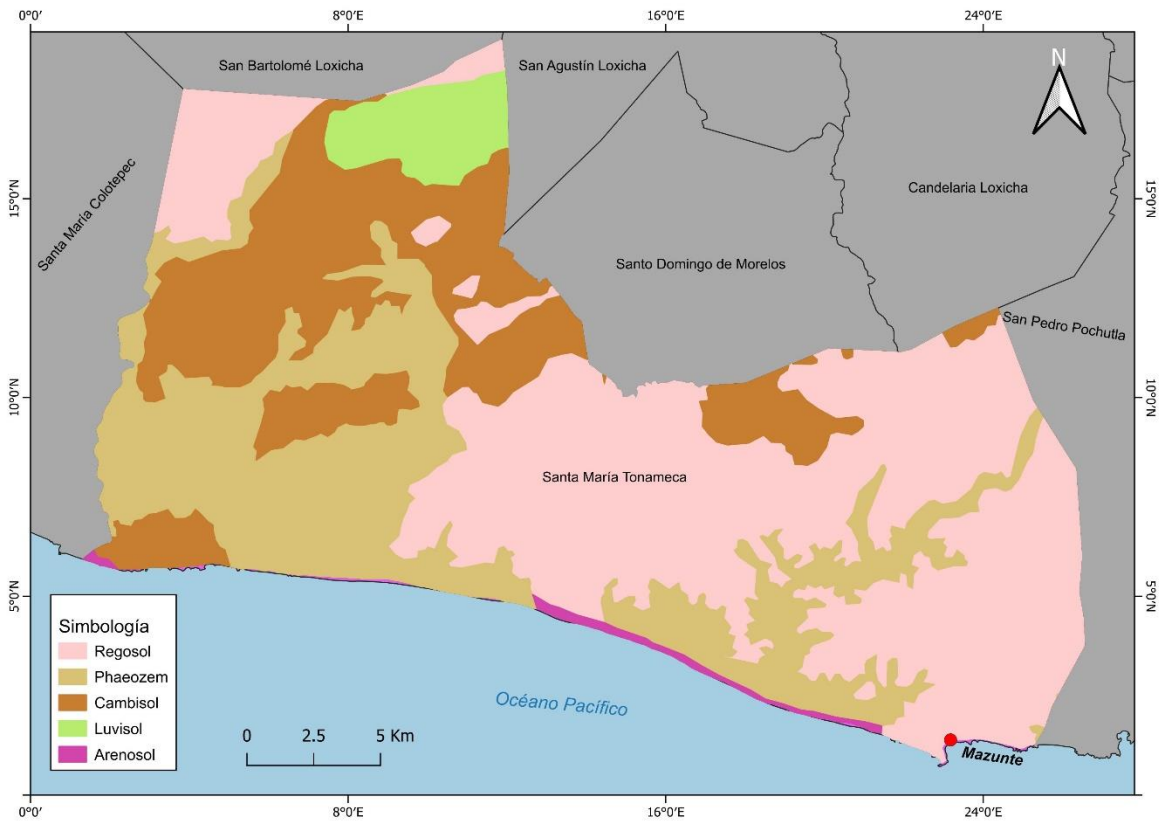 0°0'
8°0'E
16°0'E
24°0'E
San Bartolomé Loxicha
San Agustín Loxicha
N
Santa María Colotepec
Candelaria Loxicha
15°0'N
15°0'N
Santo Domingo de Morelos
San Pedro Pochutla
10°0'N
10°0'N
Santa María Tonameca
5°0'N
5°0'N
Simbología
Regosol
Phaeozem
Cambisol
Luvisol
Arenosol
Océano Pacífico
0 2.5 5 Km
Mazunte
0°0'
8°0'E
16°0'E
24°0'E